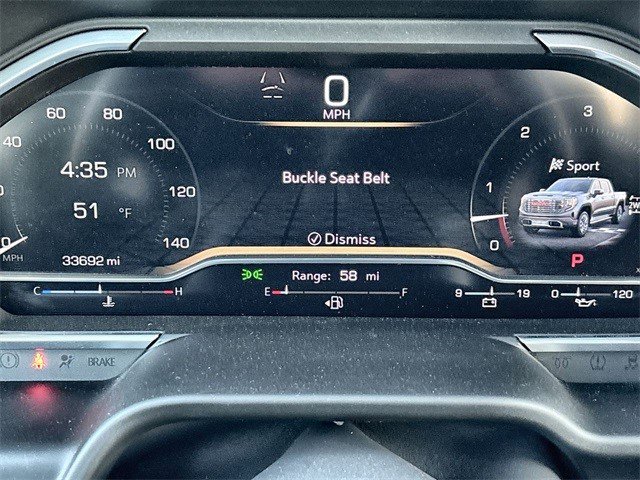 0
MPH
60 80
40 100
120
140
4:35 PM
51 °F
33692 mi
MPH
Buckle Seat Belt
Dismiss
3
2
1
0
Sport
P
Range: 58 mi
C H
E F
9 19
0 120
BRAKE